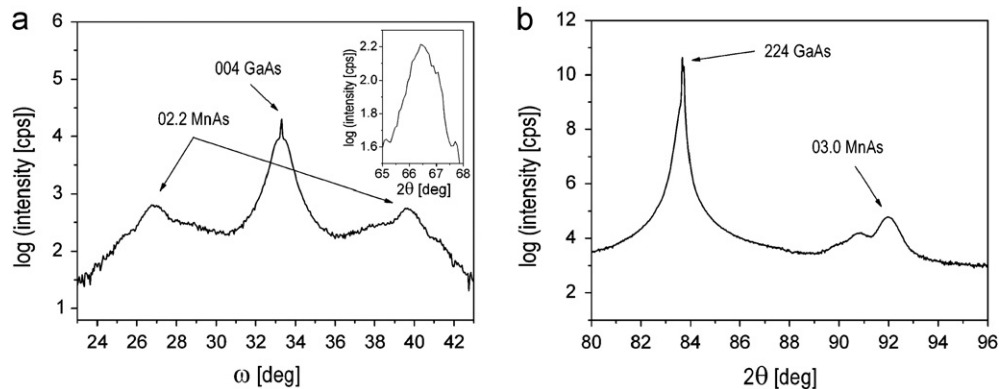 a
6
5
4
3
2
1
log (intensity [cps])
004 GaAs
02.2 MnAs
24 26 28 30 32 34 36 38 40 42
ω [deg]
2.2
2.0
1.8
1.6
log (intensity [cps])
65 66 67 68
2θ [deg]
b
12
10
8
6
4
2
log (intensity [cps])
224 GaAs
03.0 MnAs
80 82 84 86 88 90 92 94 96
2θ [deg]